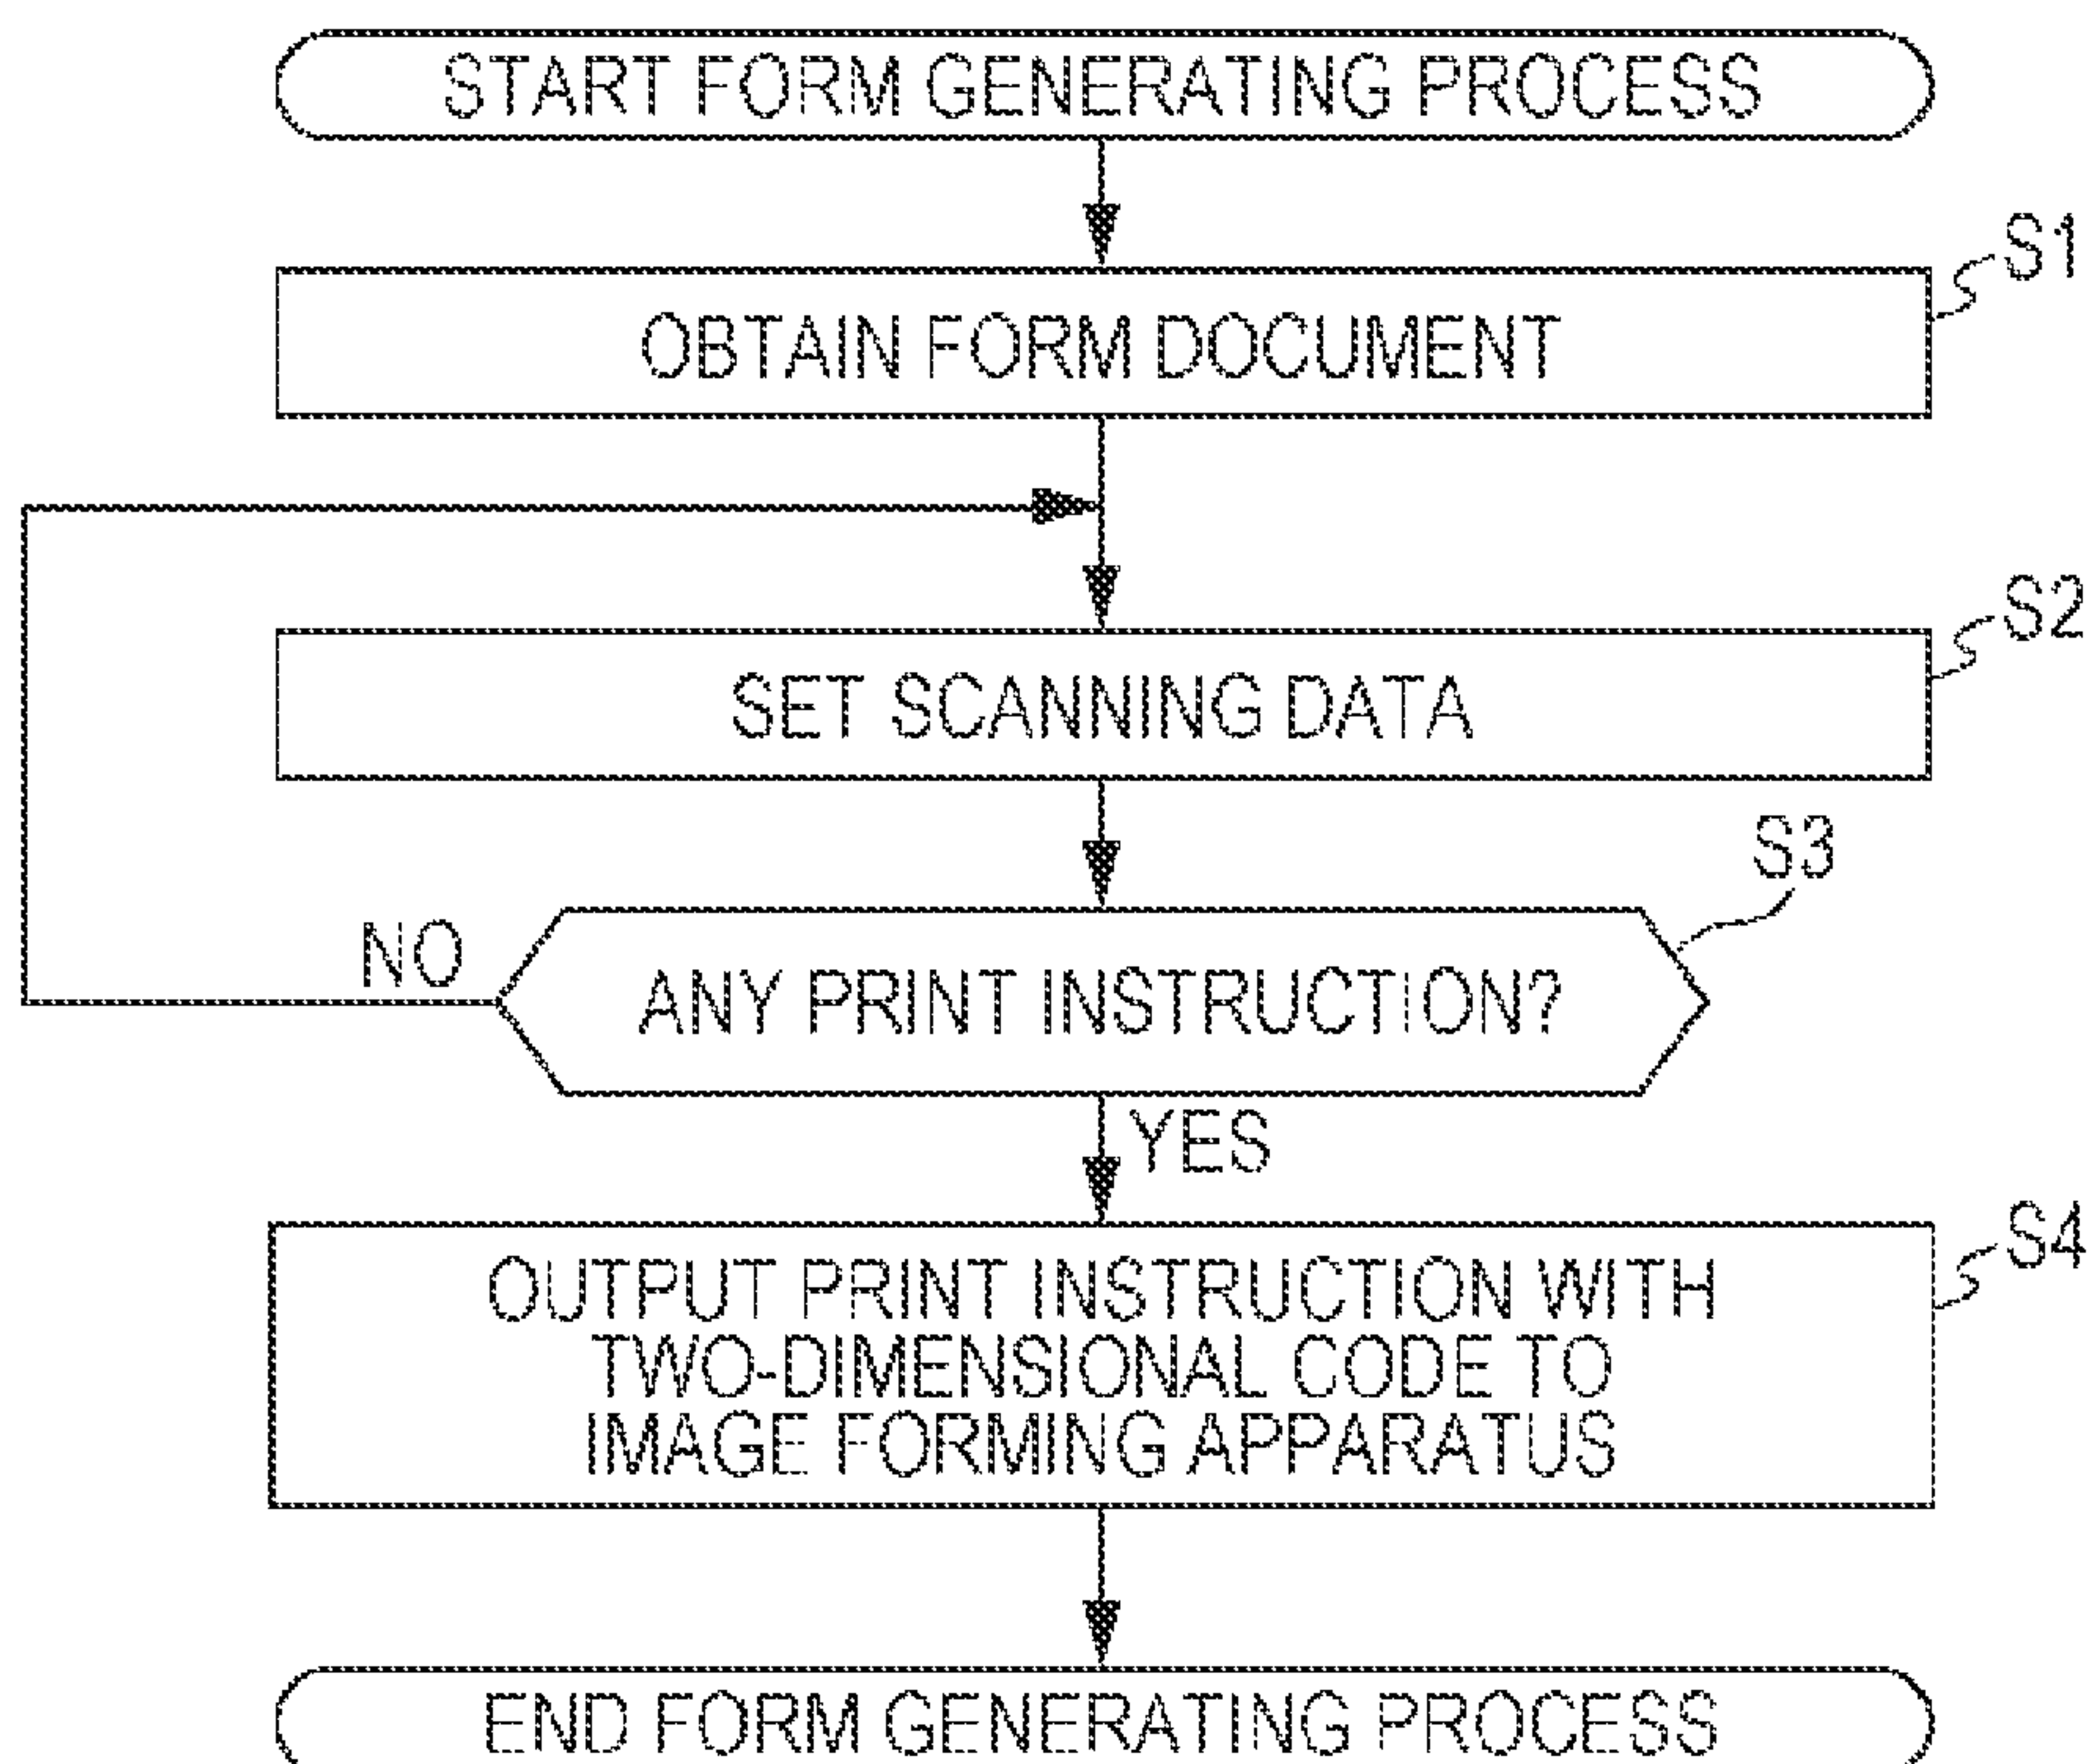 START FORM GENERATING PROCESS
S1
OBTAIN FORM DOCUMENT
S2
SET SCANNING DATA
S3
NO
ANY PRINT INSTRUCTION?
YES
S4
OUTPUT PRINT INSTRUCTION WITH
TWO-DIMENSIONAL CODE TO
IMAGE FORMING APPARATUS
END FORM GENERATING PROCESS